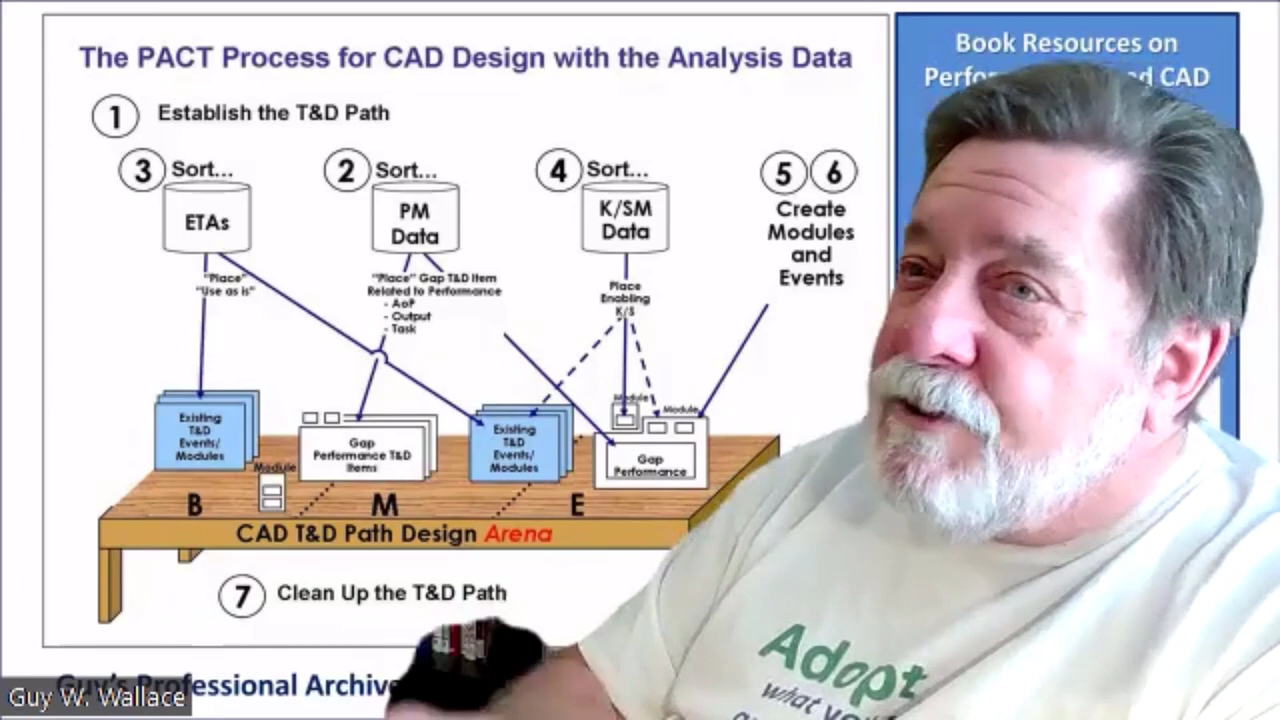 The PACT Process for CAD Design with the Analysis Data
1 Establish the T&D Path
3 Sort...
ETAs
"Place"
"Use as is"
2 Sort...
PM
Data
"Place" Gap T&D Item
Related to Performance
- AoP
- Output
- Task
4 Sort...
K/SM
Data
Place
Enabling
K/S
5 6
Create
Modules
and
Events
Existing
T&D
Events/
Modules
Module
Gap
Performance T&D
Items
Existing
T&D
Events/
Modules
Module
Module
Gap
Performance
B M E
CAD T&D Path Design Arena
7 Clean Up the T&D Path
Book Resources on
CAD
Professional
Guy W. Wallace
Adopt
what